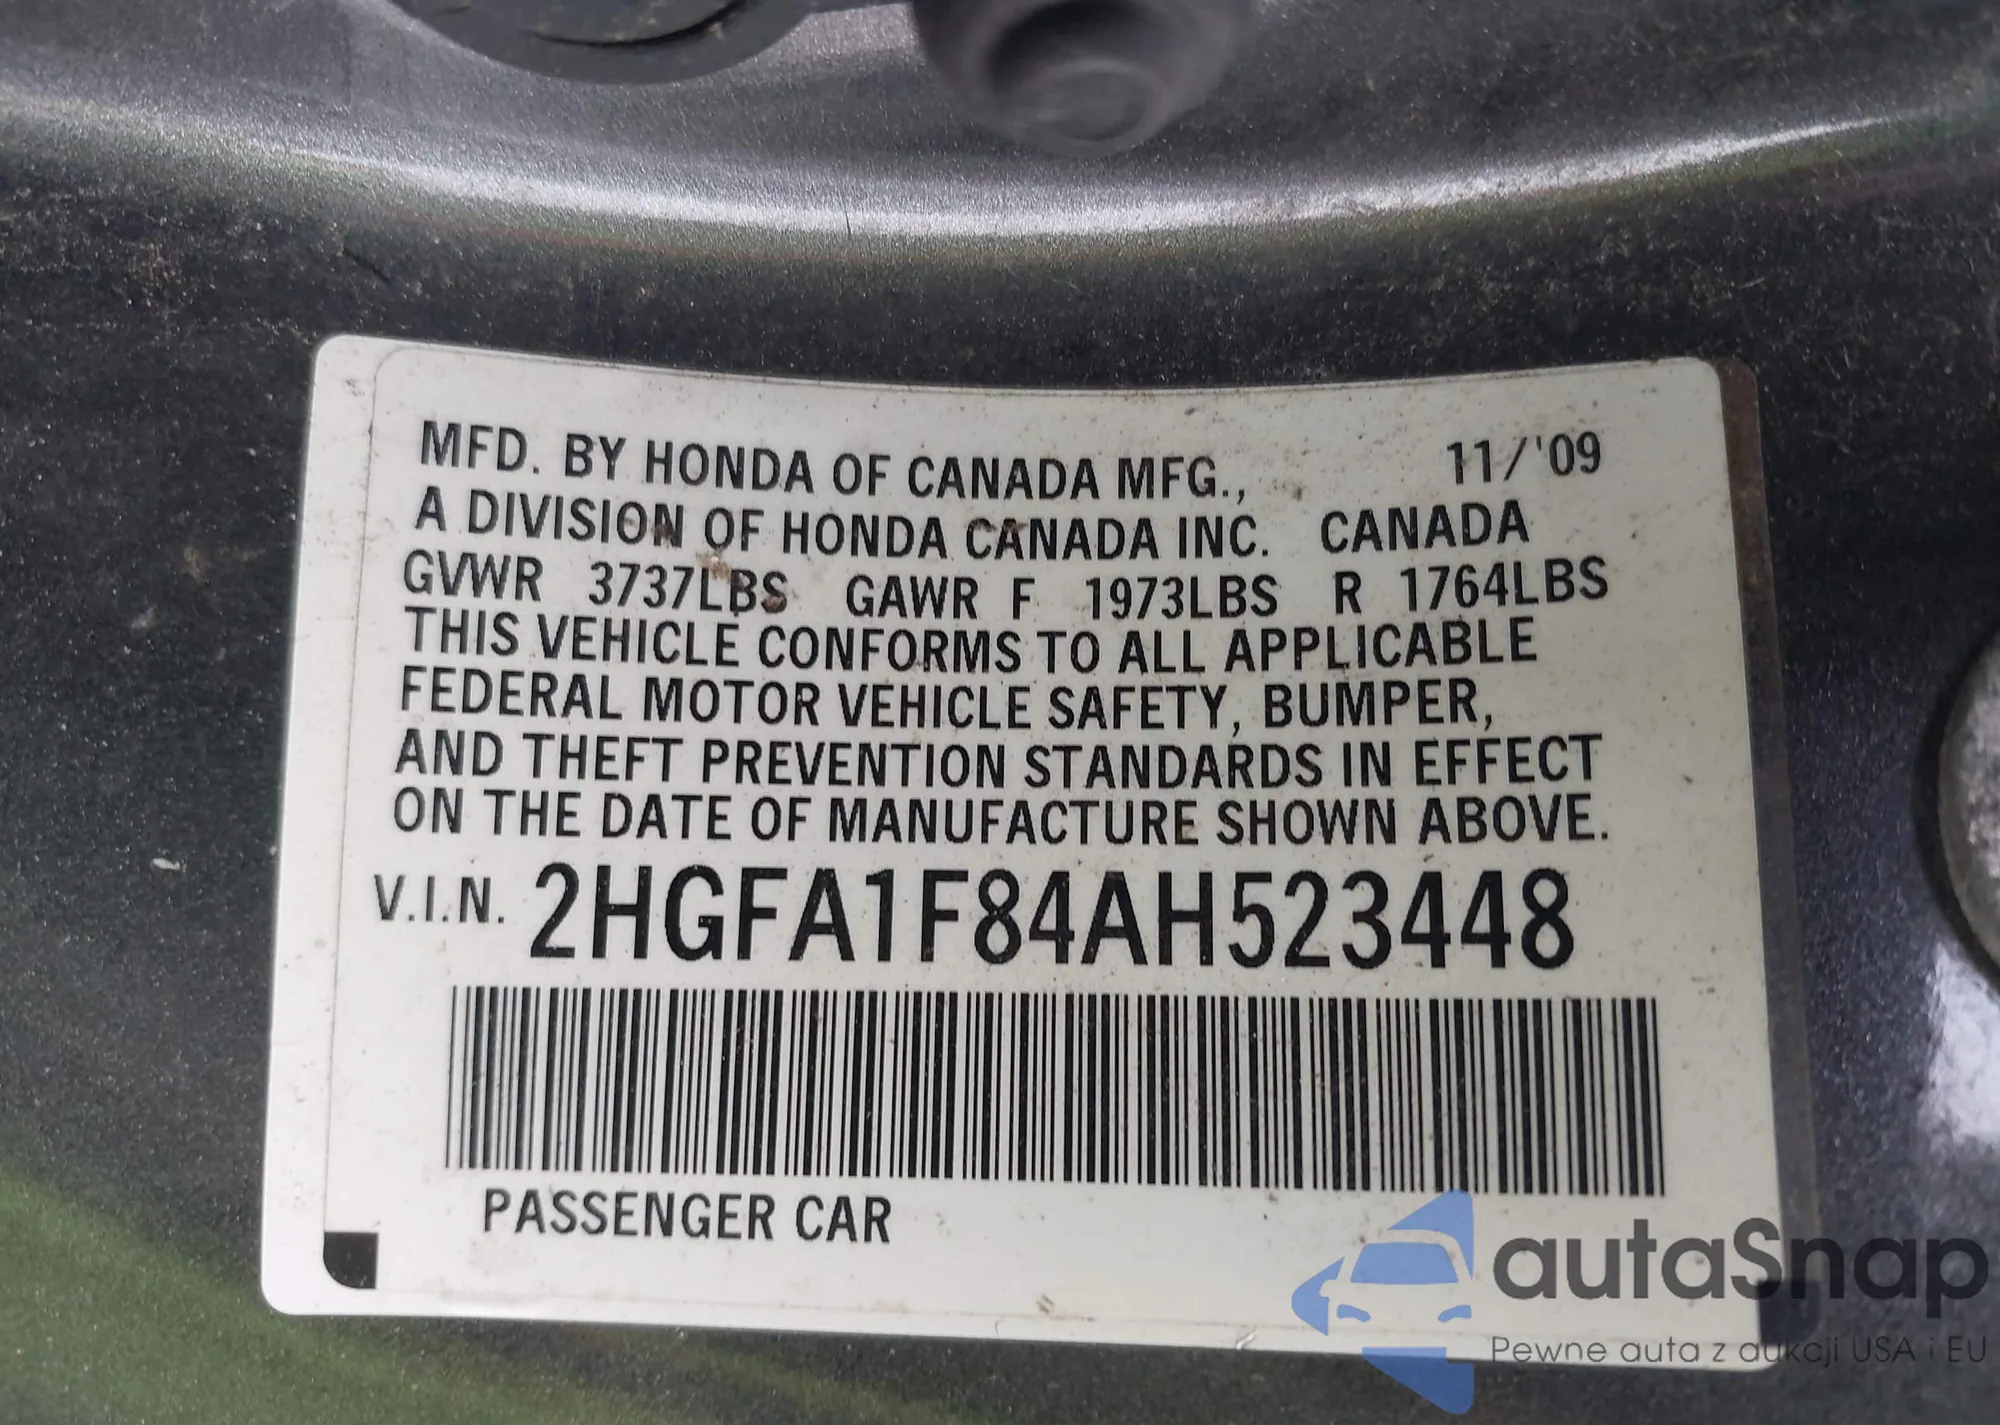 MFD. BY HONDA OF CANADA MFG., 11/'09
A DIVISION OF HONDA CANADA INC. CANADA
GVWR 3737LBS GAWR F 1973LBS R 1764LBS
THIS VEHICLE CONFORMS TO ALL APPLICABLE
FEDERAL MOTOR VEHICLE SAFETY, BUMPER,
AND THEFT PREVENTION STANDARDS IN EFFECT
ON THE DATE OF MANUFACTURE SHOWN ABOVE.
V.I.N. 2HGFA1F84AH523448
PASSENGER CAR
autaSnap
Pewne auta z aukcji USA i EU